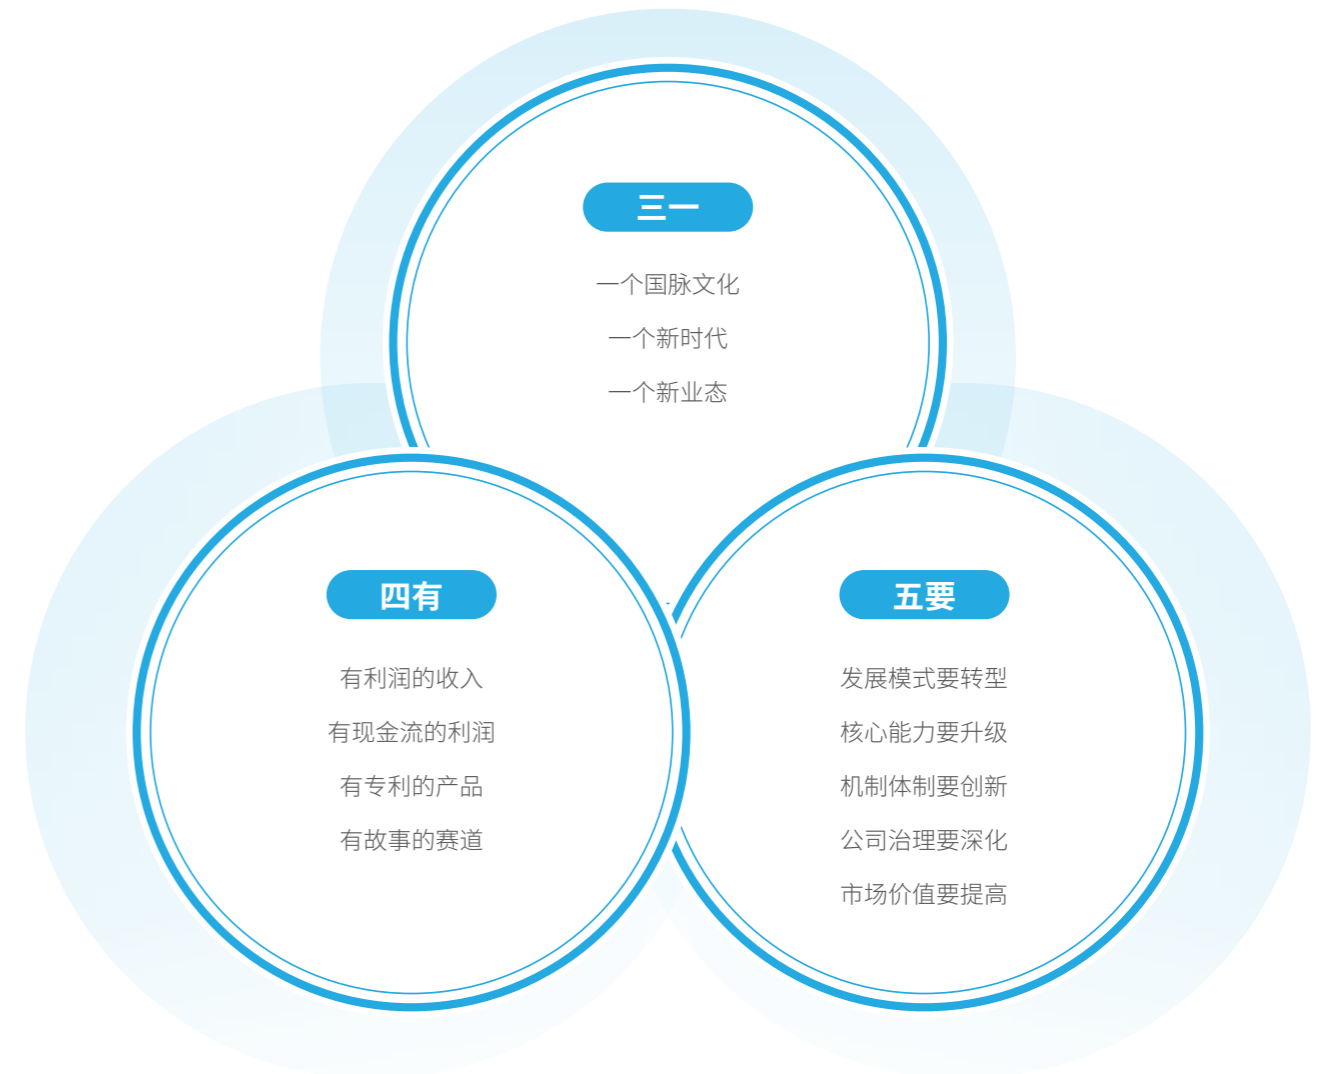 三一
一个国脉文化
一个新时代
一个新业态
四有
有利润的收入
有现金流的利润
有专利的产品
有故事的赛道
五要
发展模式要转型
核心能力要升级
机制体制要创新
公司治理要深化
市场价值要提高